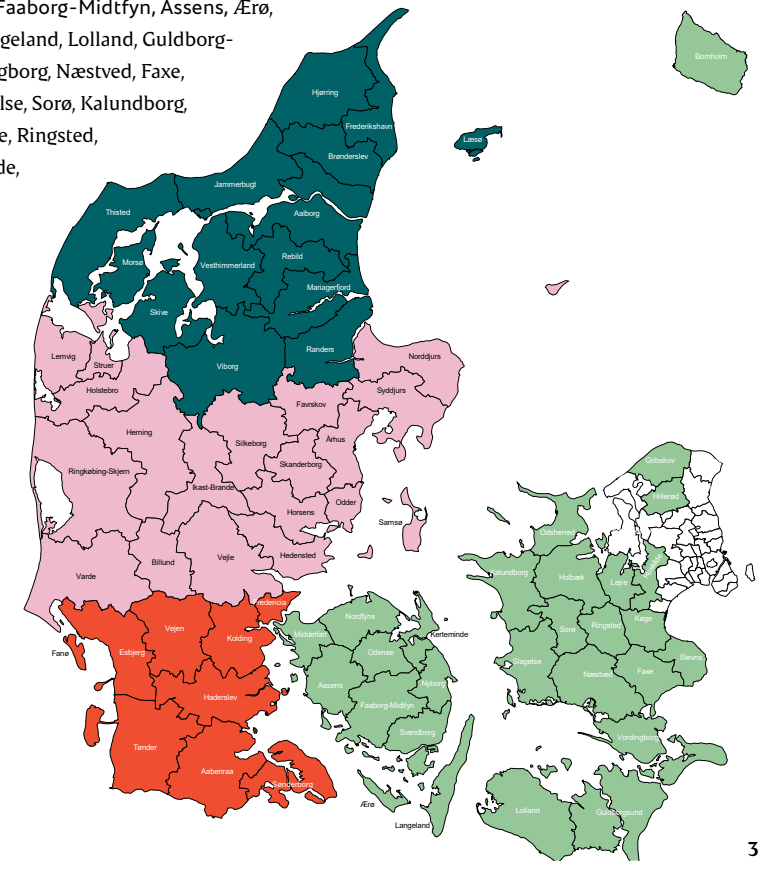 Faaborg-Midtfyn, Assens, Ærø,
geland, Lolland, Guldborg-
gborg, Næstved, Faxe,
lse, Sorø, Kalundborg,
e, Ringsted,
de,
Bornholm
Hjørring
Frederikshavn
Læsø
Brønderslev
Jammerbugt
Thisted
Aalborg
Rebild
Morsø
Vesthimmerland
Mariagerfjord
Skive
Randers
Lemvig
Norddjurs
Struer
Viborg
Holstebro
Syddjurs
Favrskov
Herning
Århus
Silkeborg
Gribskov
Skanderborg
Ringkøbing-Skjern
Ikast-Brande
Hillerød
Odder
Horsens
Samsø
Odsherred
Hedensted
Vejle
Billund
Varde
Kalundborg
Holbæk
Lejre
Roskilde
Fredericia
Nordfyns
Køge
Vejen
Ringsted
Sorø
Middelfart
Kerteminde
Kolding
Fanø
Esbjerg
Odense
Stevns
Slagelse
Faxe
Næstved
Nyborg
Assens
Haderslev
Faaborg-Midtfyn
Svendborg
Vordingborg
Tønder
Aabenraa
Sønderborg
Ærø
Lolland
Guldborgsund
Langeland
3